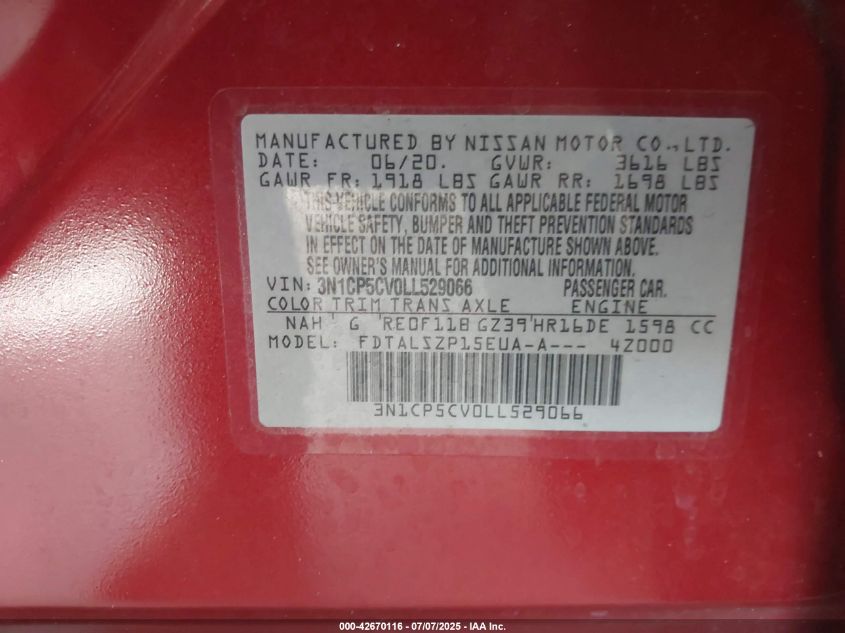 MANUFACTURED BY NISSAN MOTOR CO.,LTD.
DATE: 06/20. GVWR: 3616 LBS
GAWR FR: 1918 LBS GAWR RR: 1698 LBS
THIS VEHICLE CONFORMS TO ALL APPLICABLE FEDERAL MOTOR
VEHICLE SAFETY, BUMPER AND THEFT PREVENTION STANDARDS
IN EFFECT ON THE DATE OF MANUFACTURE SHOWN ABOVE.
SEE OWNER'S MANUAL FOR ADDITIONAL INFORMATION.
VIN: 3N1CP5CV0LL529066 PASSENGER CAR.
COLOR TRIM TRANS AXLE ENGINE
NAH ' G 'RE0F11B GZ39'HR16DE 1598 CC
MODEL: FDTALSZP15EUA-A--- 4Z000
3N1CP5CV0LL529066
000-42670116 - 07/07/2025 - IAA Inc.